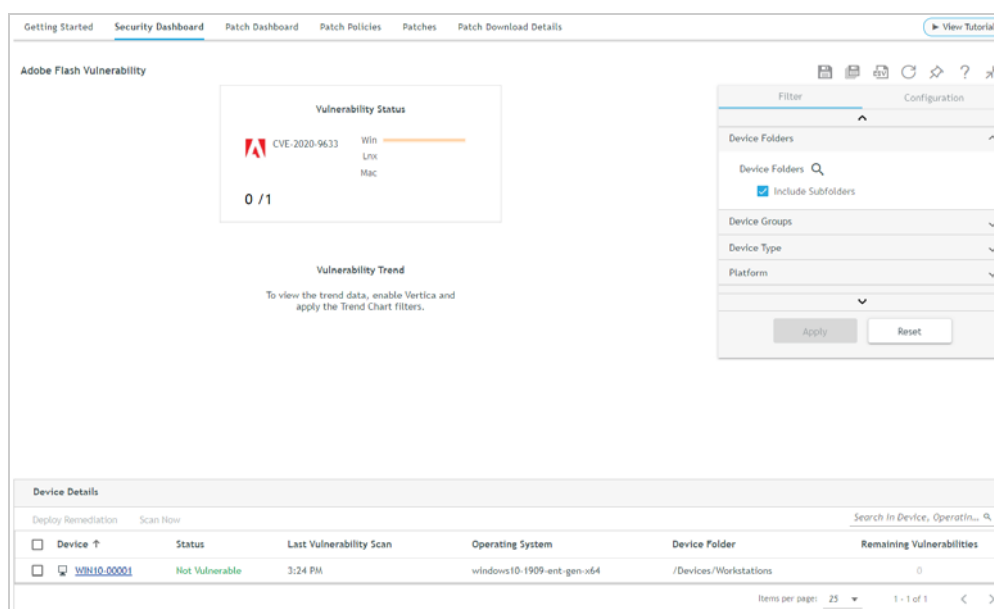 Getting Started Security Dashboard Patch Dashboard Patch Policies Patches Patch Download Details View Tutorial
Adobe Flash Vulnerability
CSV ?
Filter Configuration
Vulnerability Status
CVE-2020-9633 Win
Lnx
Mac
0 /1
Device Folders
Device Folders
Include Subfolders
Device Groups
Device Type
Platform
Apply Reset
Vulnerability Trend
To view the trend data, enable Vertica and
apply the Trend Chart filters.
Device Details
Deploy Remediation Scan Now Search in Device, Operatin...
Device Status Last Vulnerability Scan Operating System Device Folder Remaining Vulnerabilities
WIN10-00001 Not Vulnerable 3:24 PM windows10-1909-ent-gen-x64 /Devices/Workstations 0
Items per page: 25 1 - 1 of 1